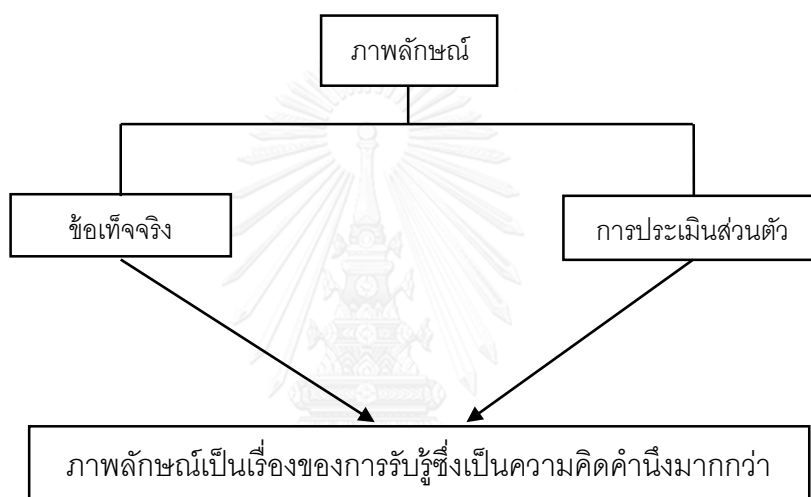 ภาพลักษณ์
ข้อเท็จจริง
การประเมินส่วนตัว
ภาพลักษณ์เป็นเรื่องของการรับรู้ซึ่งเป็นความคิดคำนึงมากกว่า